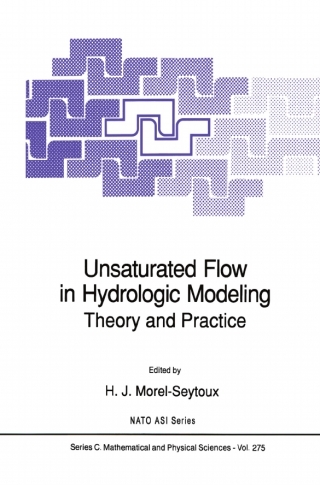 Unsaturated Flow
in Hydrologic Modeling
Theory and Practice
Edited by
H. J. Morel-Seytoux
NATO ASI Series
Series C. Mathematical and Physical Sciences - Vol. 275